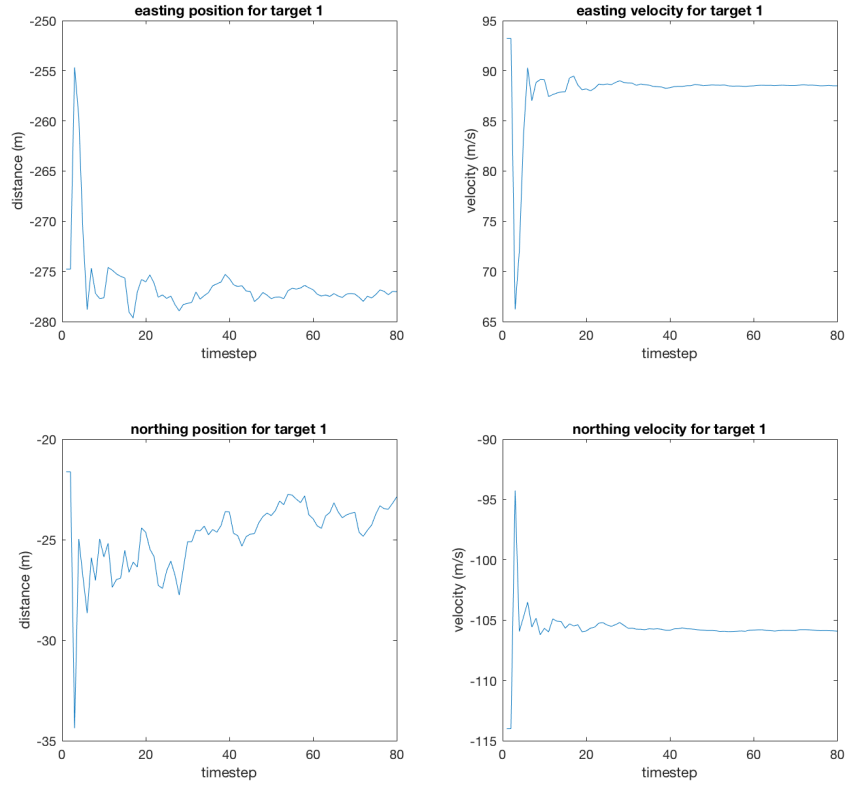 easting position for target 1
-250
-255
-260
-265
-270
-275
-280
distance (m)
0 20 40 60 80
timestep
easting velocity for target 1
95
90
85
80
75
70
65
velocity (m/s)
0 20 40 60 80
timestep
northing position for target 1
-20
-25
-30
-35
distance (m)
0 20 40 60 80
timestep
northing velocity for target 1
-90
-95
-100
-105
-110
-115
velocity (m/s)
0 20 40 60 80
timestep